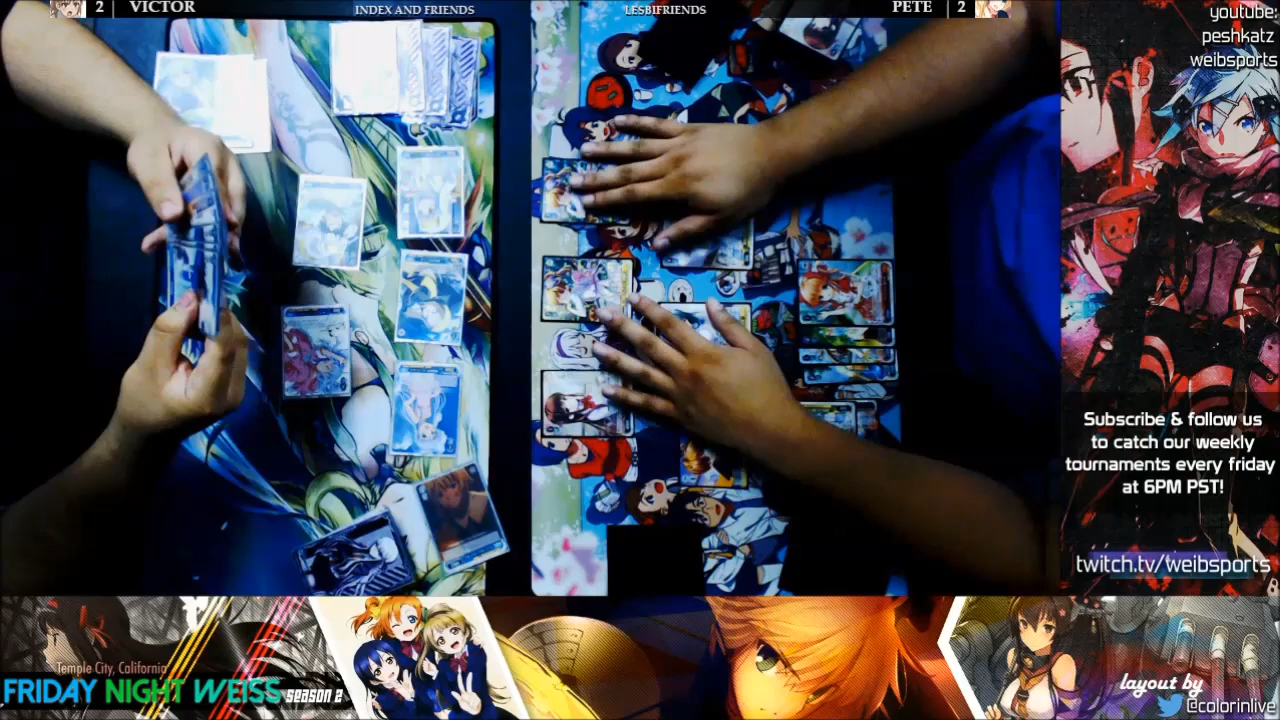 2 | VICTOR
INDEX AND FRIENDS
LESBIFRIENDS
PETE | 2
youtube:
peshkatz
weibsports
Subscribe & follow us
to catch our weekly
tournaments every friday
at 6PM PST!
twitch.tv/weibsports
Temple City, California
FRIDAY NIGHT WEISS SEASON 2
layout by
@colorinlive